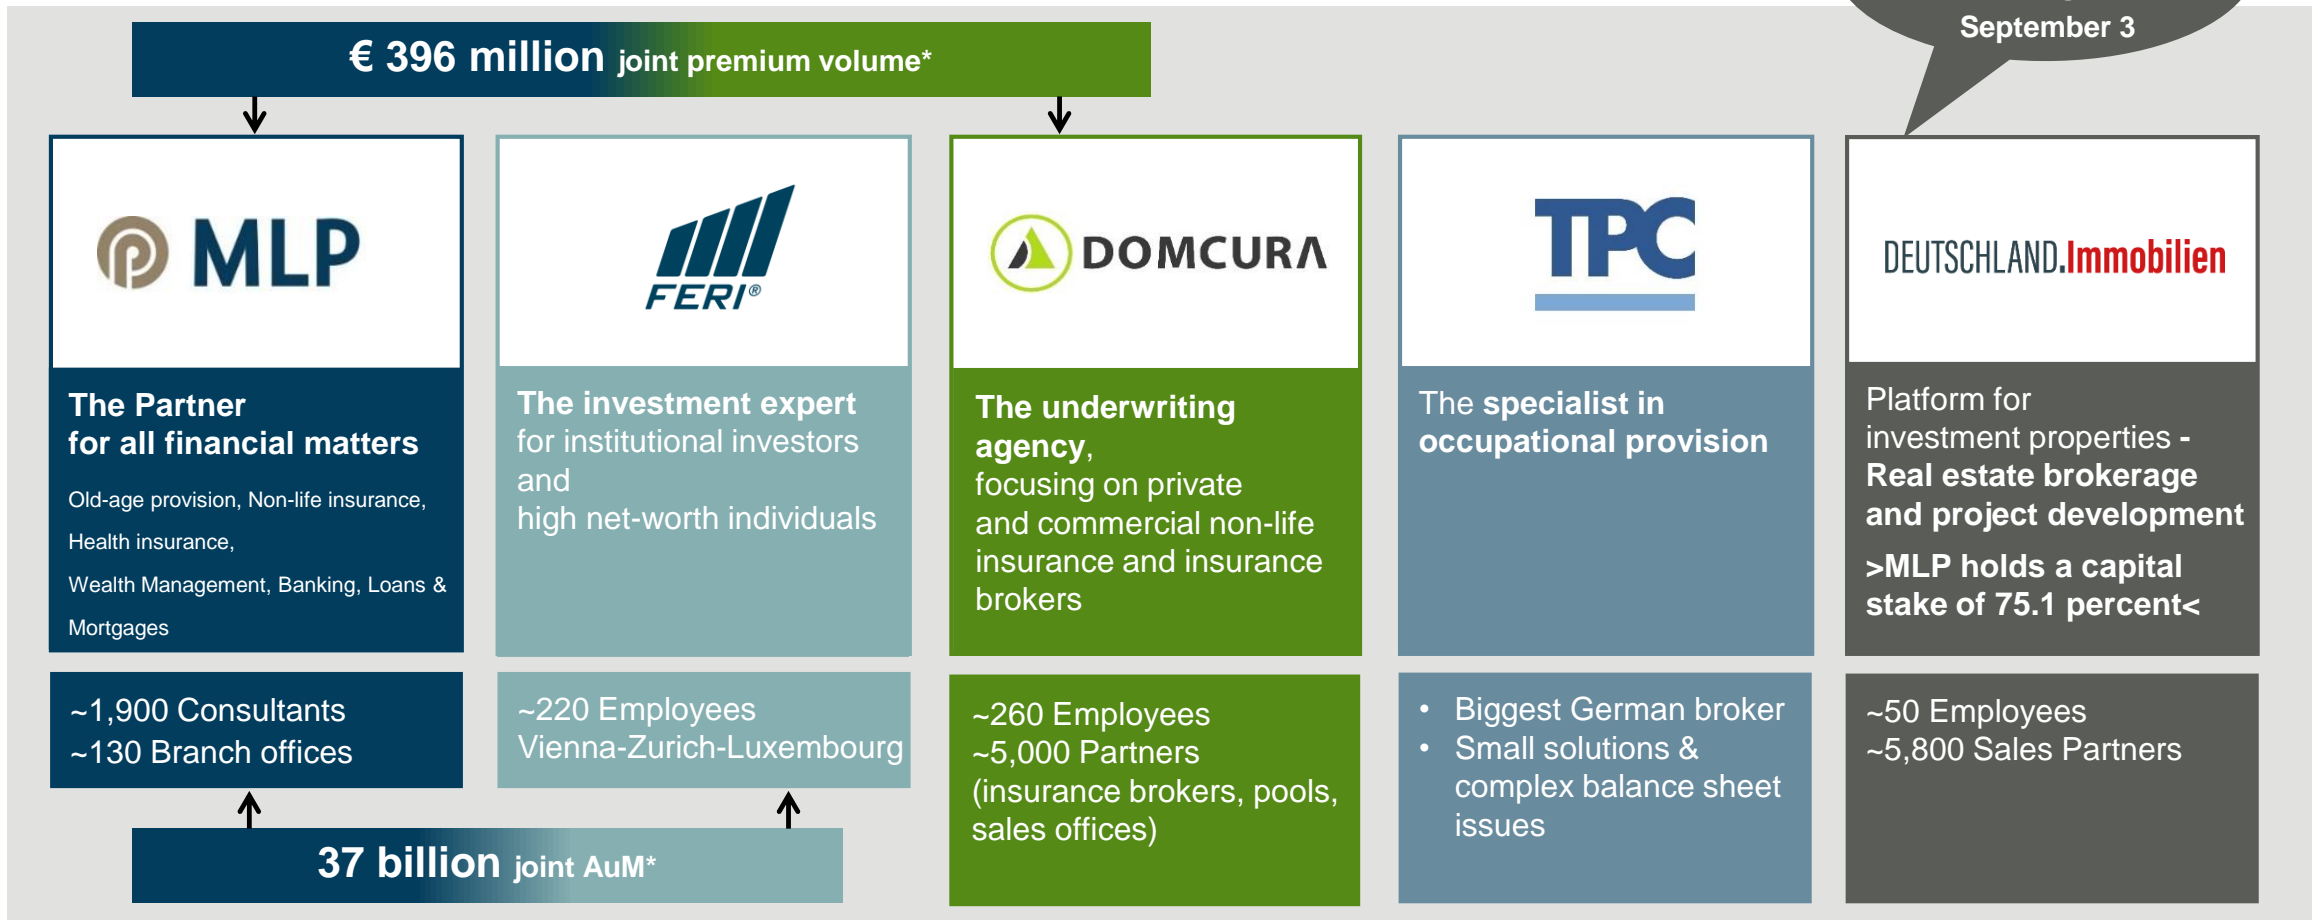 September 3
€ 396 million joint premium volume*
MLP
The Partner
for all financial matters
Old-age provision, Non-life insurance,
Health insurance,
Wealth Management, Banking, Loans &
Mortgages
~1,900 Consultants
~130 Branch offices
FERI®
The investment expert
for institutional investors
and
high net-worth individuals
~220 Employees
Vienna-Zurich-Luxembourg
37 billion joint AuM*
DOMCURA
The underwriting
agency,
focusing on private
and commercial non-life
insurance and insurance
brokers
~260 Employees
~5,000 Partners
(insurance brokers, pools,
sales offices)
TPC
The specialist in
occupational provision
• Biggest German broker
• Small solutions &
complex balance sheet
issues
DEUTSCHLAND.Immobilien
Platform for
investment properties -
Real estate brokerage
and project development
>MLP holds a capital
stake of 75.1 percent<
~50 Employees
~5,800 Sales Partners